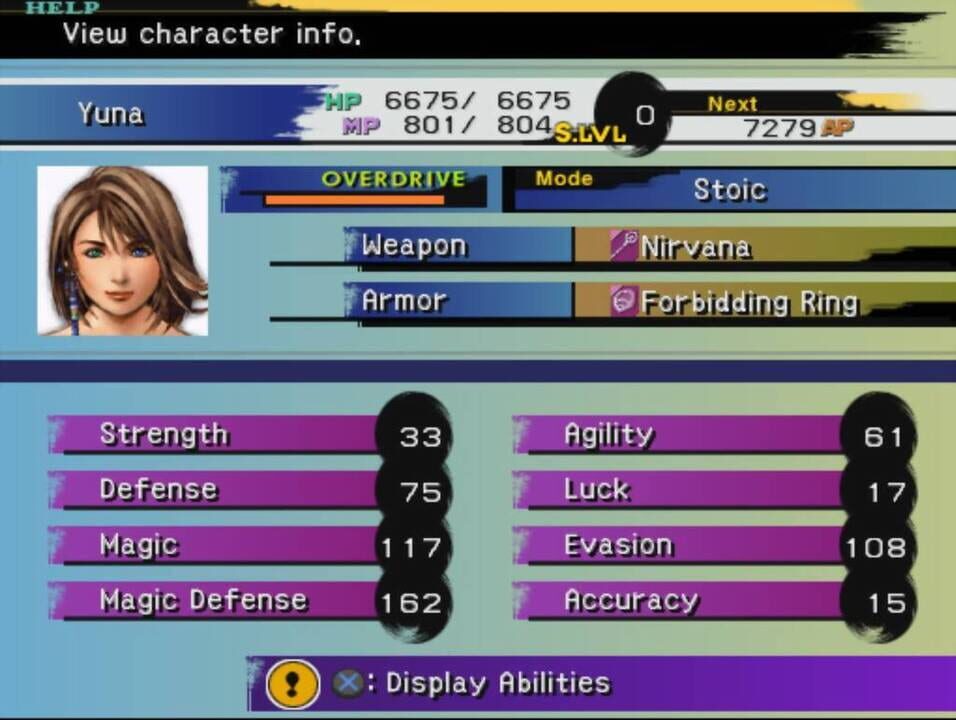 HELP
View character info.
Yuna
HP 6675/ 6675
MP 801/ 804
S.LVL 0
Next
7279 AP
OVERDRIVE
Mode Stoic
Weapon Nirvana
Armor Forbidding Ring
Strength 33
Agility 61
Defense 75
Luck 17
Magic 117
Evasion 108
Magic Defense 162
Accuracy 15
! X: Display Abilities